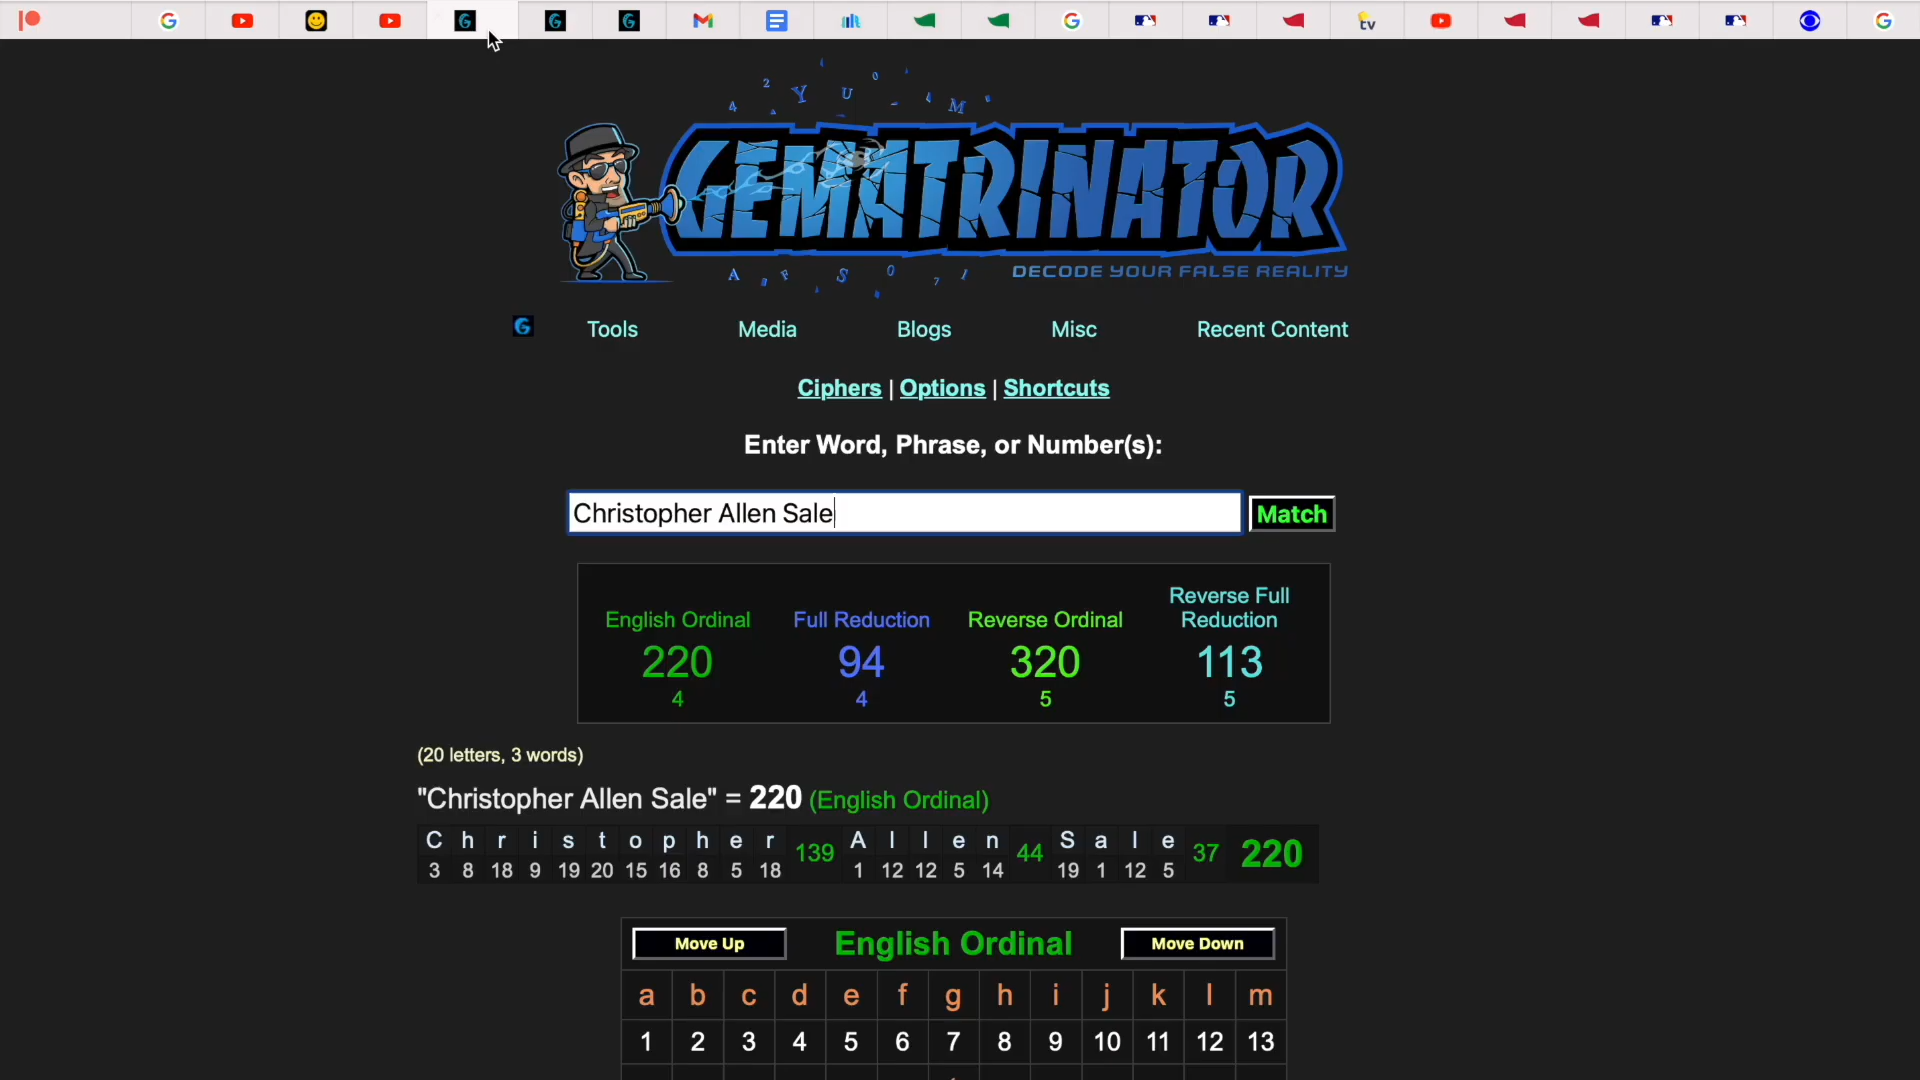 GEMATRINATOR
DECODE YOUR FALSE REALITY
Tools Media Blogs Misc Recent Content
Ciphers | Options | Shortcuts
Enter Word, Phrase, or Number(s):
Christopher Allen Sale Match
English Ordinal Full Reduction Reverse Ordinal Reverse Full Reduction
220 94 320 113
4 4 5 5
(20 letters, 3 words)
"Christopher Allen Sale" = 220 (English Ordinal)
C h r i s t o p h e r 139 A l l e n 44 S a l e 37 220
3 8 18 9 19 20 15 16 8 5 18 1 12 12 5 14 19 1 12 5
Move Up English Ordinal Move Down
a b c d e f g h i j k l m
1 2 3 4 5 6 7 8 9 10 11 12 13